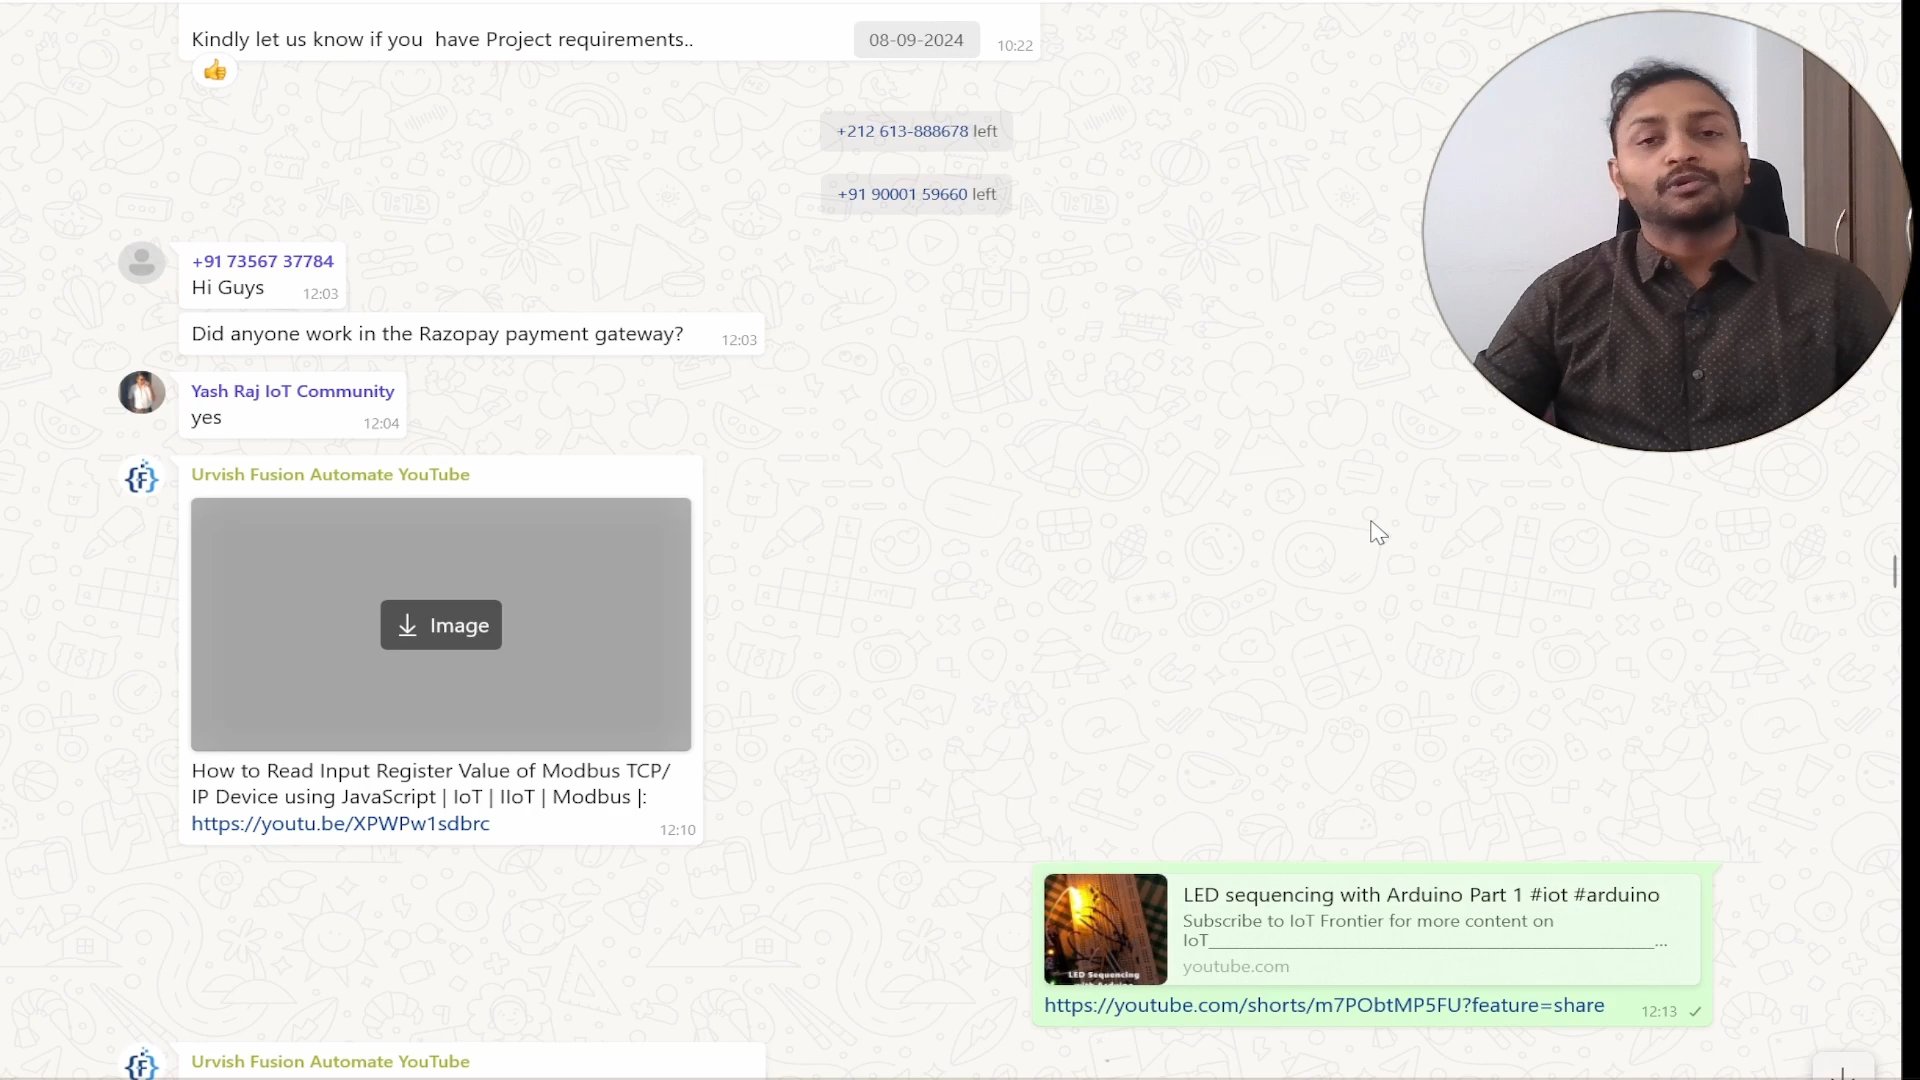 Kindly let us know if you  have Project requirements..
08-09-2024
10:22
+212 613-888678 left
+91 90001 59660 left
+91 73567 37784
Hi Guys
12:03
Did anyone work in the Razopay payment gateway?
12:03
Yash Raj IoT Community
yes
12:04
{F}
Urvish Fusion Automate YouTube
Image
How to Read Input Register Value of Modbus TCP/
IP Device using JavaScript | IoT | IIoT | Modbus |:
https://youtu.be/XPWPw1sdbrc
12:10
LED Sequencing
with Arduino
LED sequencing with Arduino Part 1 #iot #arduino
Subscribe to IoT Frontier for more content on
IoT_______________________________________________...
youtube.com
https://youtube.com/shorts/m7PObtMP5FU?feature=share
12:13
{F}
Urvish Fusion Automate YouTube